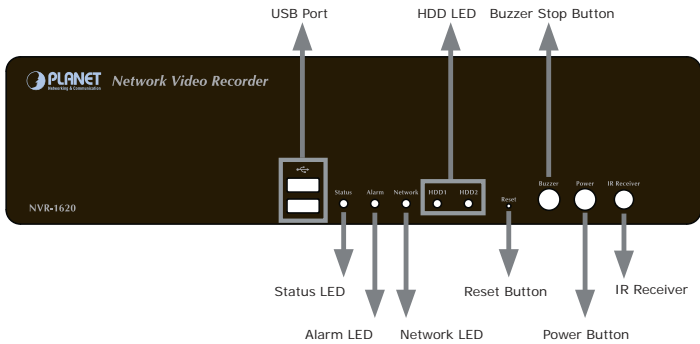 USB Port
HDD LED
Buzzer Stop Button
PLANET
Networking & Communication
Network Video Recorder
Status
Alarm
Network
HDD1
HDD2
Reset
Buzzer
Power
IR Receiver
NVR-1620
Status LED
Reset Button
IR Receiver
Alarm LED
Network LED
Power Button